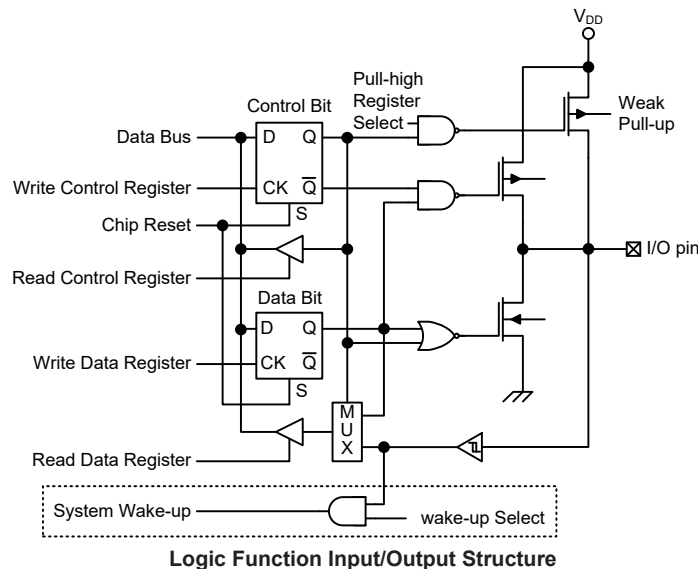 V_DD
Pull-high
Register
Select
Weak
Pull-up
Control Bit
Data Bus
D
Q
Write Control Register
CK
Q̅
S
Chip Reset
I/O pin
Read Control Register
Data Bit
D
Q
Write Data Register
CK
Q̅
S
M
U
X
Read Data Register
System Wake-up
wake-up Select
Logic Function Input/Output Structure